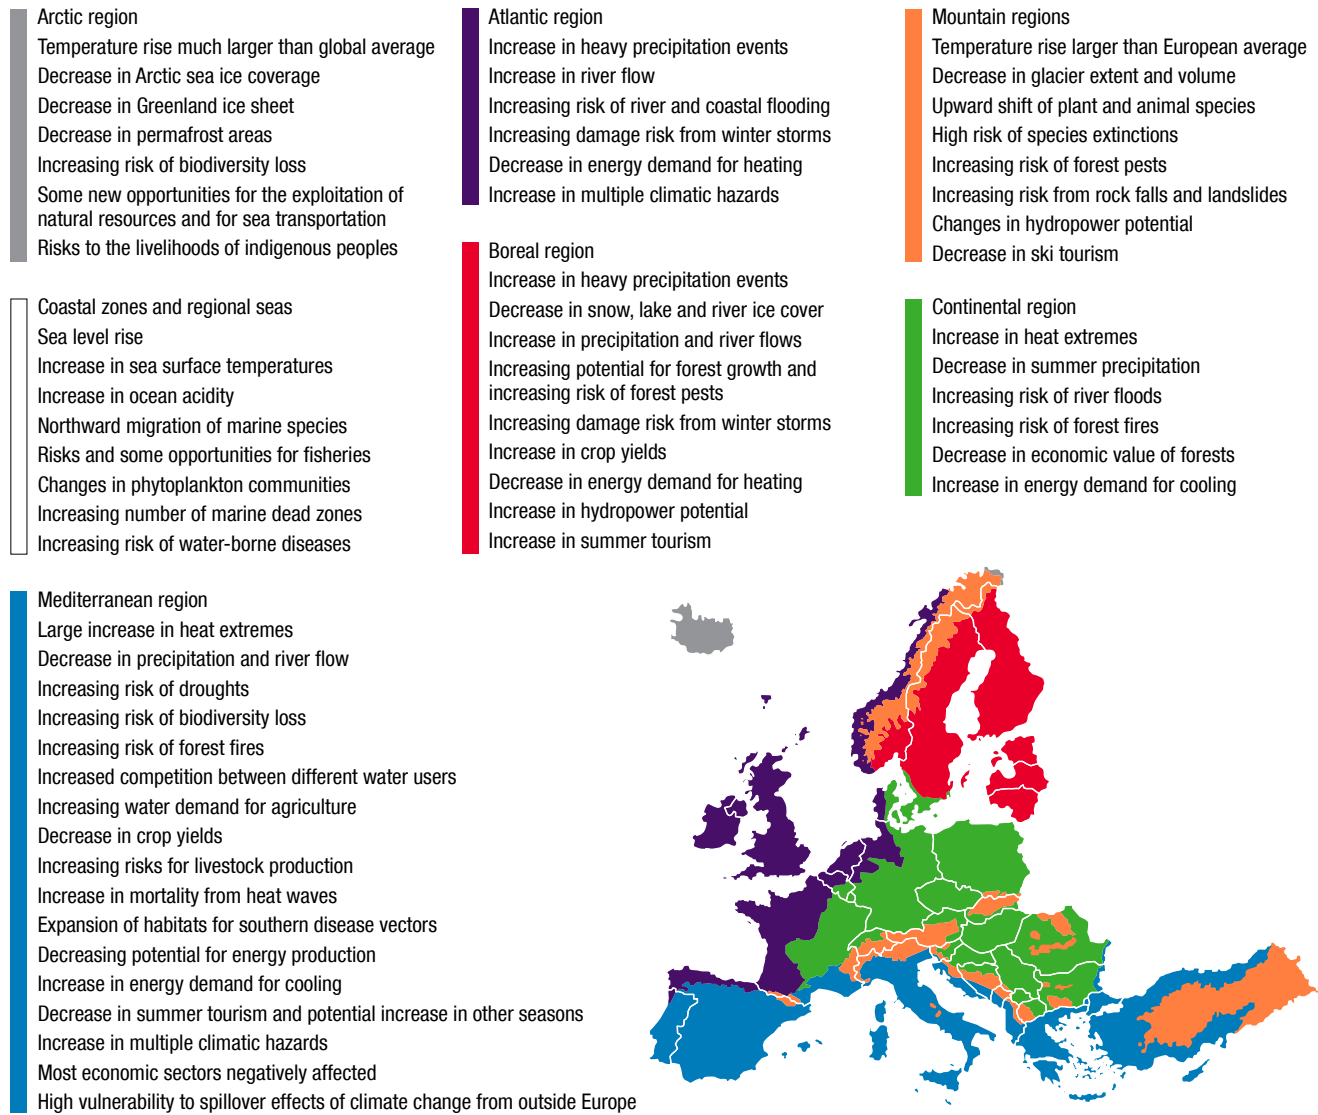 Arctic region
Temperature rise much larger than global average
Decrease in Arctic sea ice coverage
Decrease in Greenland ice sheet
Decrease in permafrost areas
Increasing risk of biodiversity loss
Some new opportunities for the exploitation of
natural resources and for sea transportation
Risks to the livelihoods of indigenous peoples
Coastal zones and regional seas
Sea level rise
Increase in sea surface temperatures
Increase in ocean acidity
Northward migration of marine species
Risks and some opportunities for fisheries
Changes in phytoplankton communities
Increasing number of marine dead zones
Increasing risk of water-borne diseases
Mediterranean region
Large increase in heat extremes
Decrease in precipitation and river flow
Increasing risk of droughts
Increasing risk of biodiversity loss
Increasing risk of forest fires
Increased competition between different water users
Increasing water demand for agriculture
Decrease in crop yields
Increasing risks for livestock production
Increase in mortality from heat waves
Expansion of habitats for southern disease vectors
Decreasing potential for energy production
Increase in energy demand for cooling
Decrease in summer tourism and potential increase in other seasons
Increase in multiple climatic hazards
Most economic sectors negatively affected
High vulnerability to spillover effects of climate change from outside Europe
Atlantic region
Increase in heavy precipitation events
Increase in river flow
Increasing risk of river and coastal flooding
Increasing damage risk from winter storms
Decrease in energy demand for heating
Increase in multiple climatic hazards
Boreal region
Increase in heavy precipitation events
Decrease in snow, lake and river ice cover
Increase in precipitation and river flows
Increasing potential for forest growth and
increasing risk of forest pests
Increasing damage risk from winter storms
Increase in crop yields
Decrease in energy demand for heating
Increase in hydropower potential
Increase in summer tourism
Mountain regions
Temperature rise larger than European average
Decrease in glacier extent and volume
Upward shift of plant and animal species
High risk of species extinctions
Increasing risk of forest pests
Increasing risk from rock falls and landslides
Changes in hydropower potential
Decrease in ski tourism
Continental region
Increase in heat extremes
Decrease in summer precipitation
Increasing risk of river floods
Increasing risk of forest fires
Decrease in economic value of forests
Increase in energy demand for cooling